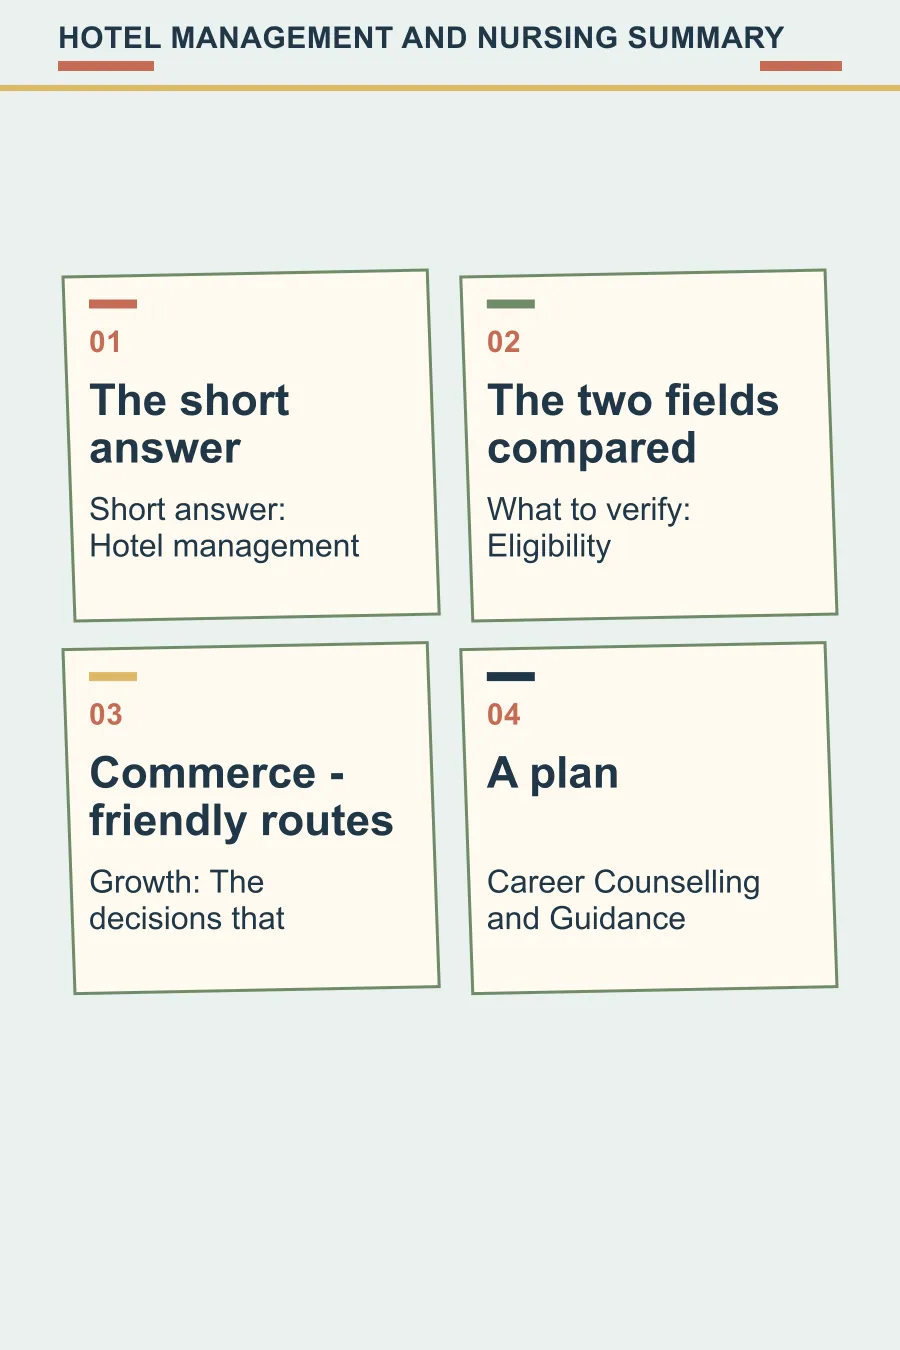 HOTEL MANAGEMENT AND NURSING SUMMARY
01
The short
answer
Short answer:
Hotel management
02
The two fields
compared
What to verify:
Eligibility
03
Commerce -
friendly routes
Growth: The
decisions that
04
A plan
Career Counselling
and Guidance